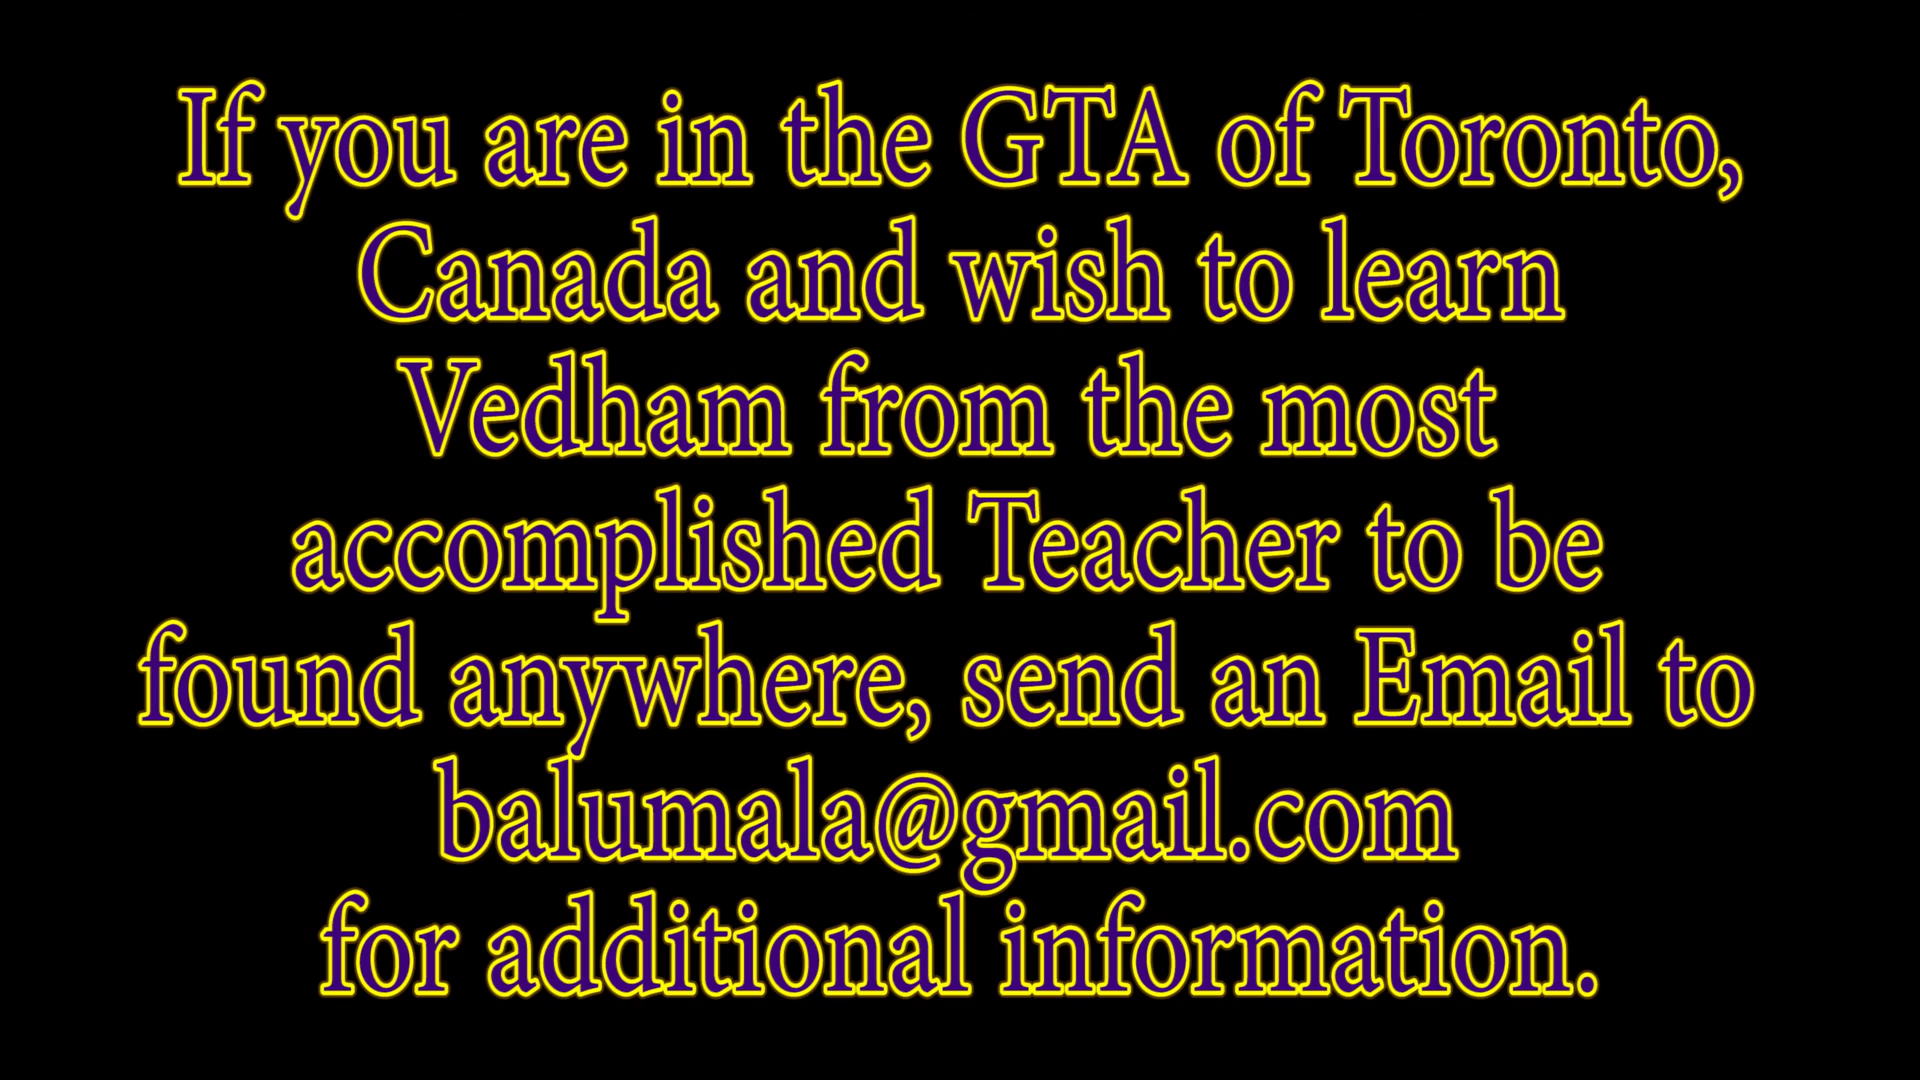 If you are in the GTA of Toronto,
Canada and wish to learn
Vedham from the most
accomplished Teacher to be
found anywhere, send an Email to
balumala@gmail.com
for additional information.